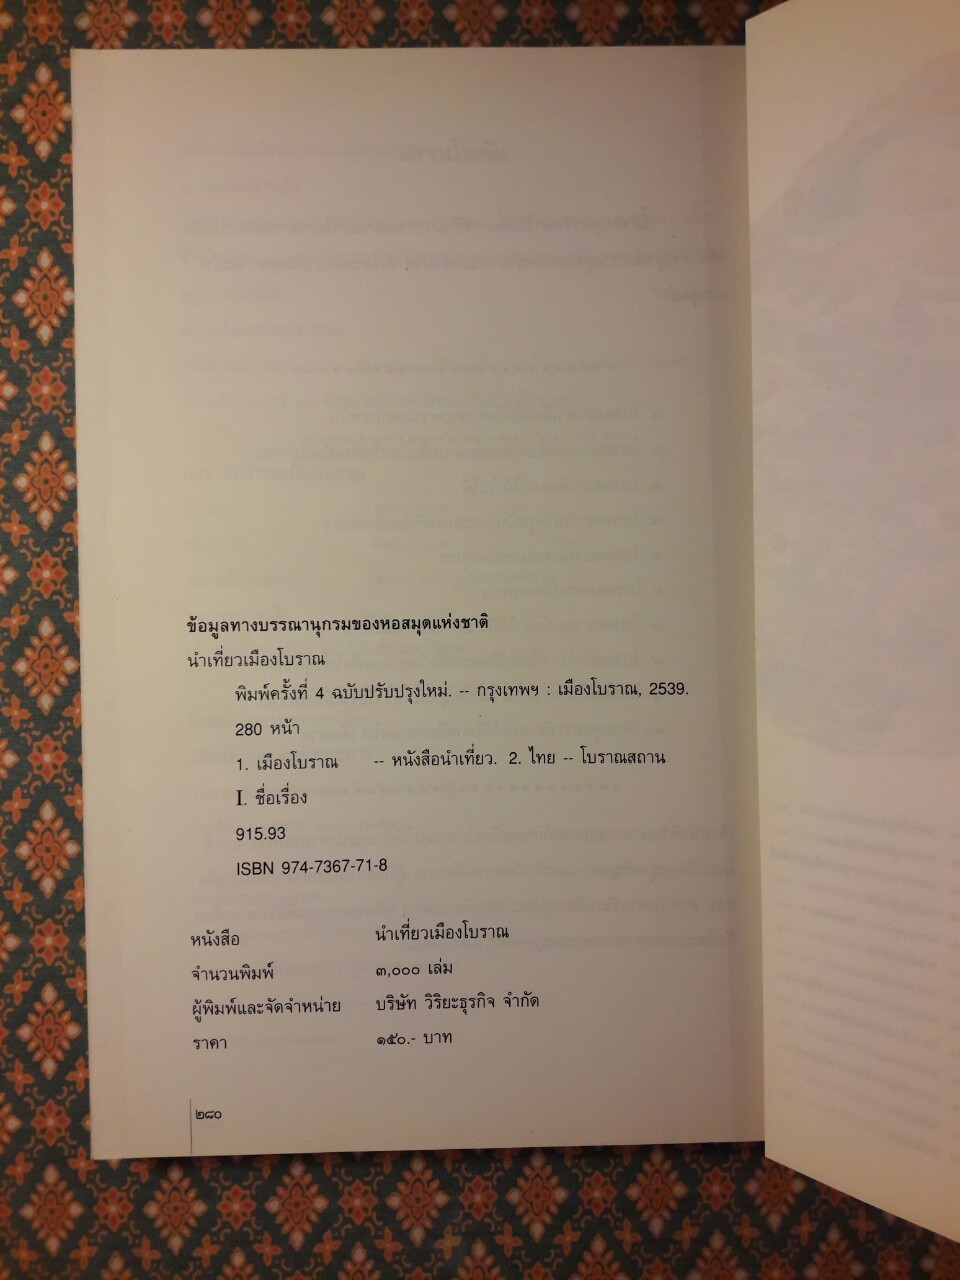 ข้อมูลทางบรรณานุกรมของหอสมุดแห่งชาติ
นำเที่ยวเมืองโบราณ
พิมพ์ครั้งที่ 4 ฉบับปรับปรุงใหม่. -- กรุงเทพฯ : เมืองโบราณ, 2539.
280 หน้า
1. เมืองโบราณ -- หนังสือนำเที่ยว. 2. ไทย -- โบราณสถาน
I. ชื่อเรื่อง
915.93
ISBN 974-7367-71-8
หนังสือ นำเที่ยวเมืองโบราณ
จำนวนพิมพ์ ๓,๐๐๐ เล่ม
ผู้พิมพ์และจัดจำหน่าย บริษัท วิริยะธุรกิจ จำกัด
ราคา ๑๕๐.- บาท
๒๘๐